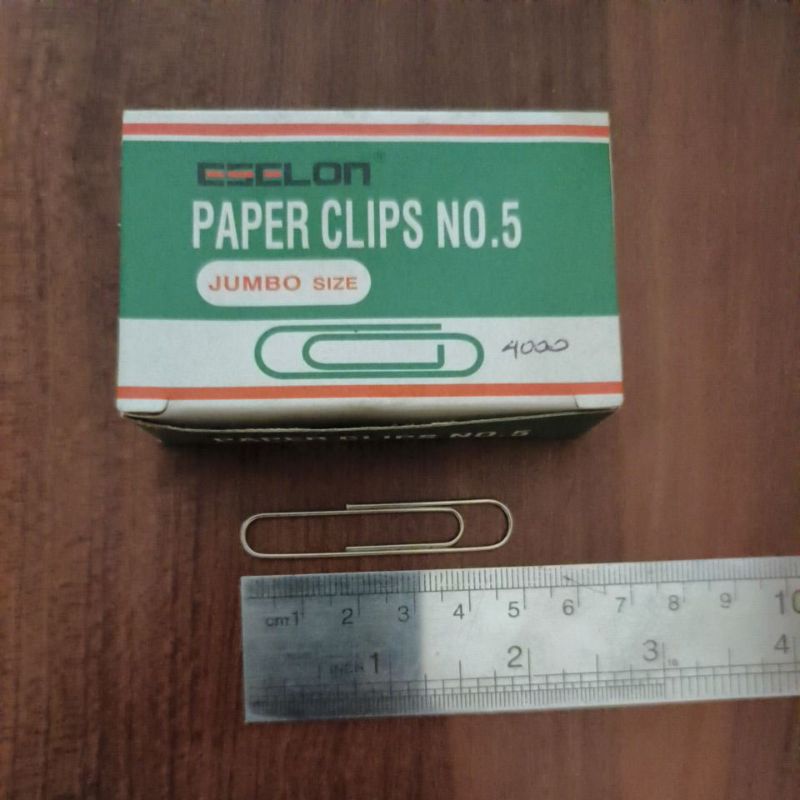 ESELON
PAPER CLIPS NO.5
JUMBO SIZE
4000
PAPER CLIPS NO.5
cm 1 2 3 4 5 6 7 8 9 10
INCH 1 2 3 4